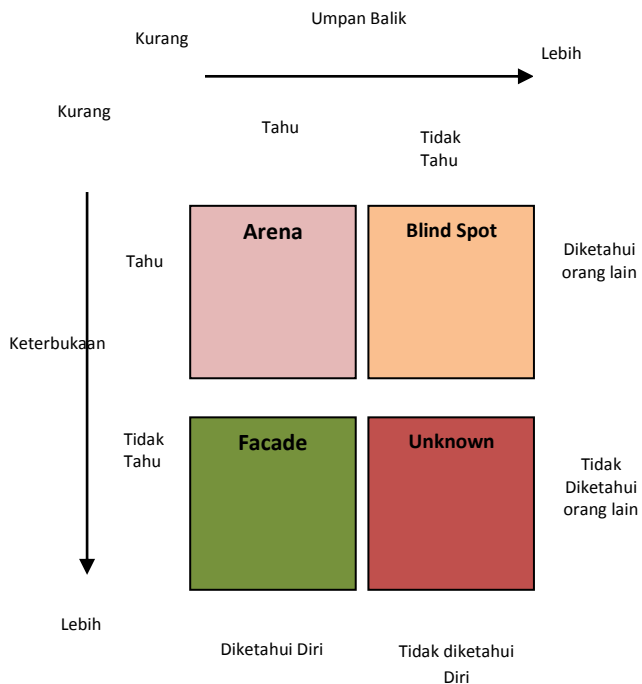 Umpan Balik
Kurang
Lebih
Kurang
Tahu
Tidak
Tahu
Arena
Blind Spot
Tahu
Diketahui
orang lain
Keterbukaan
Tidak
Tahu
Facade
Unknown
Tidak
Diketahui
orang lain
Lebih
Diketahui Diri
Tidak diketahui
Diri